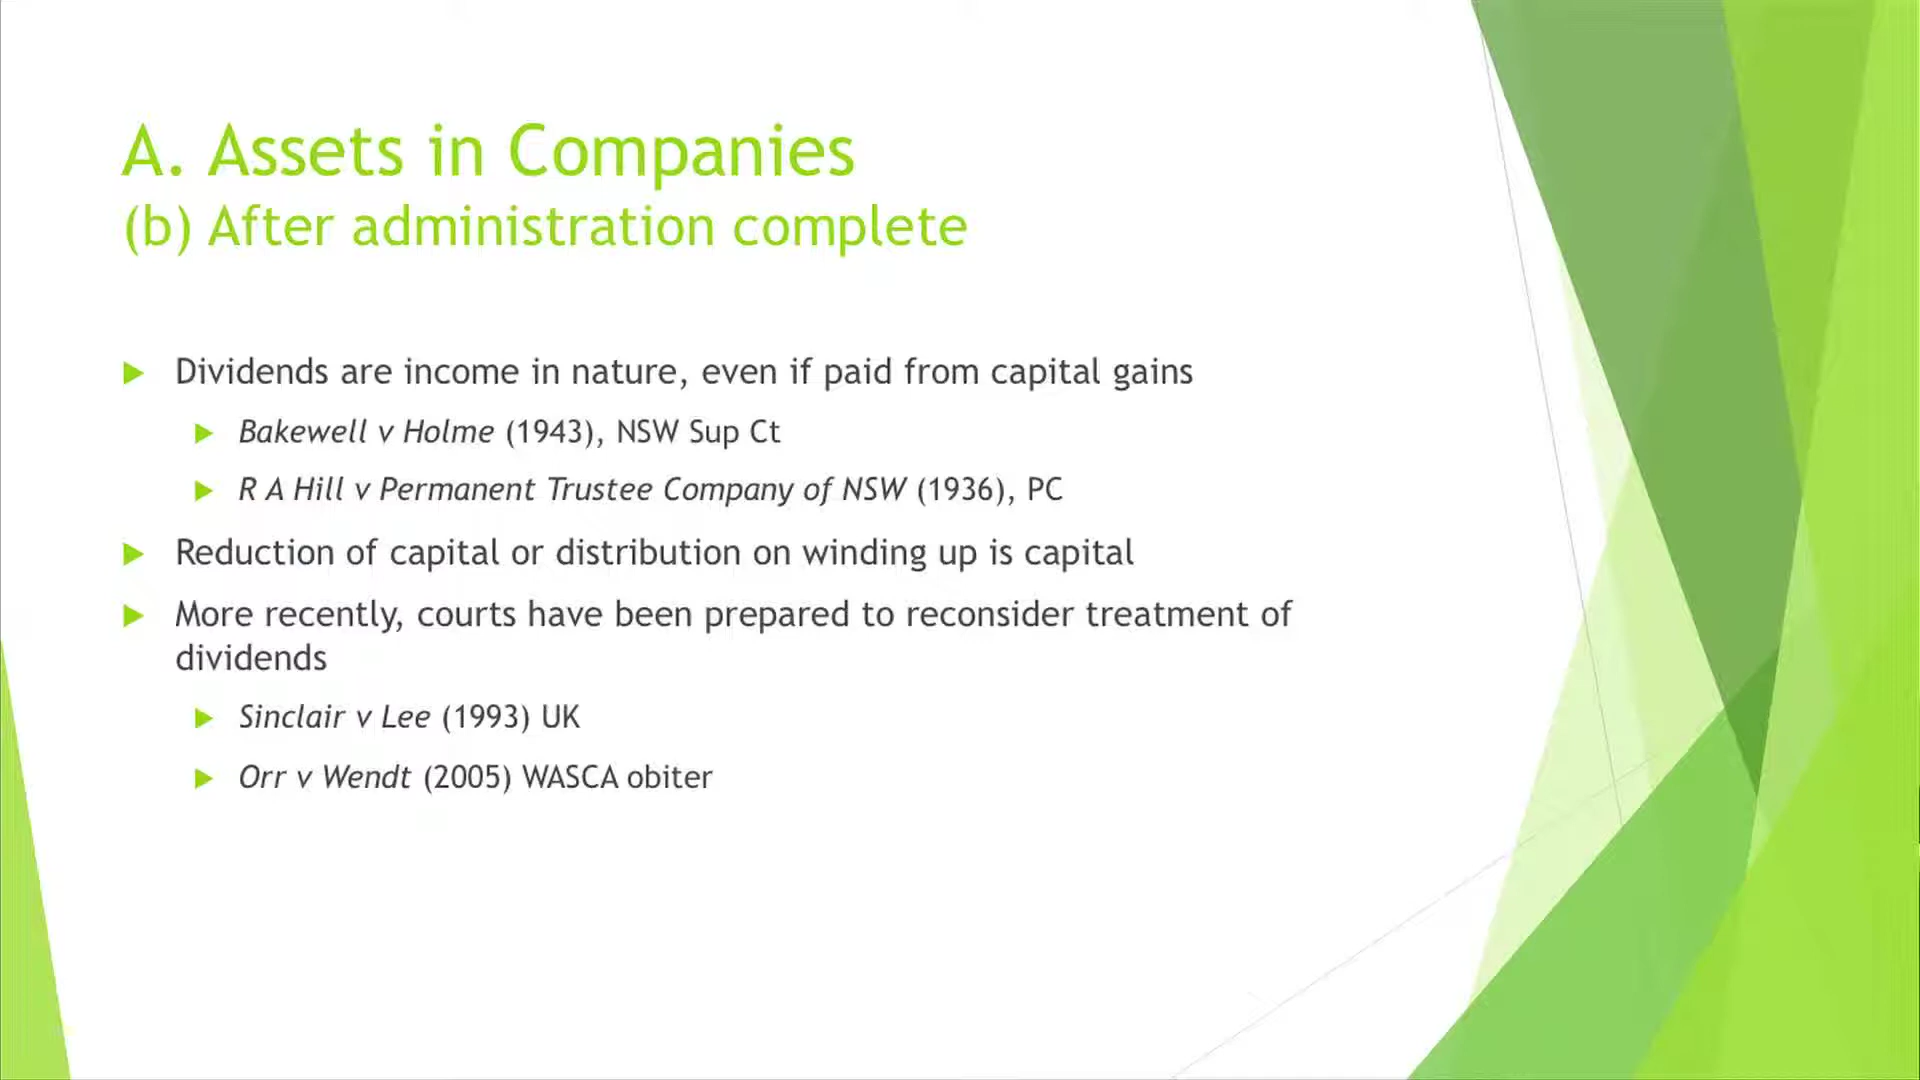 A. Assets in Companies
(b) After administration complete
Dividends are income in nature, even if paid from capital gains
Bakewell v Holme (1943), NSW Sup Ct
R A Hill v Permanent Trustee Company of NSW (1936), PC
Reduction of capital or distribution on winding up is capital
More recently, courts have been prepared to reconsider treatment of
dividends
Sinclair v Lee (1993) UK
Orr v Wendt (2005) WASCA obiter